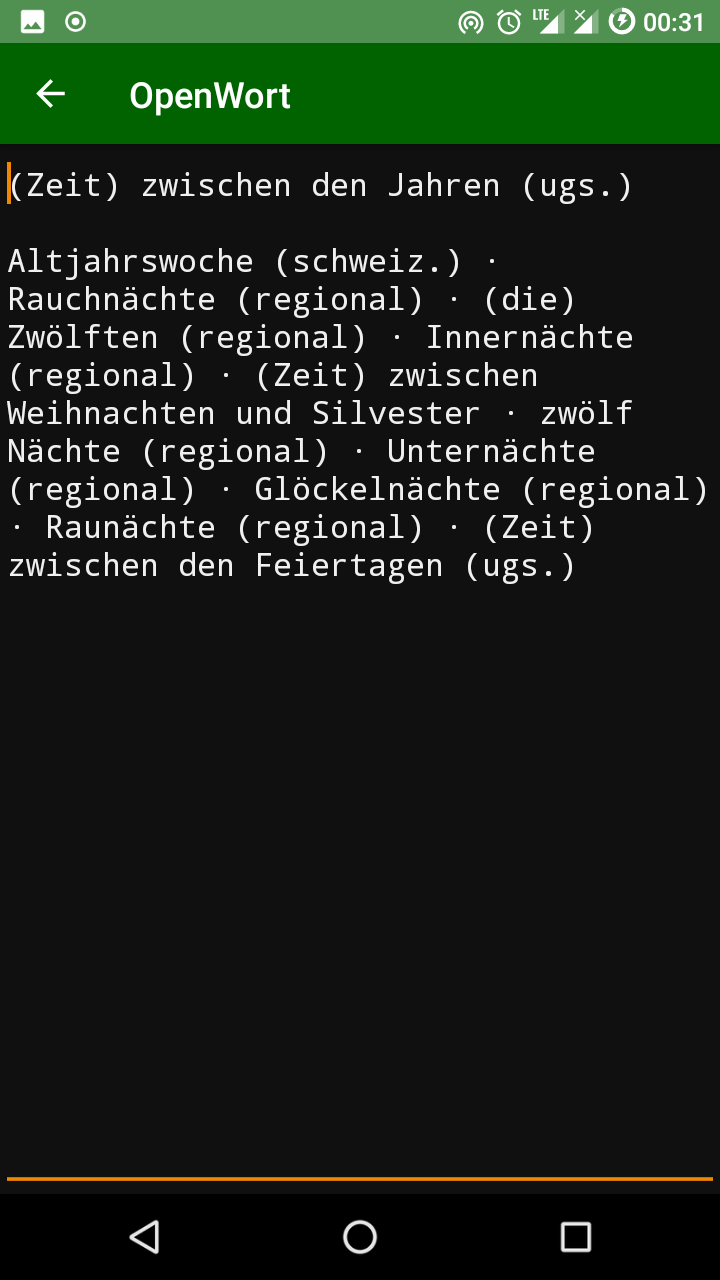 LTE 00:31
OpenWort
(Zeit) zwischen den Jahren (ugs.)
Altjahrswoche (schweiz.) ·
Rauchnächte (regional) · (die)
Zwölften (regional) · Innernächte
(regional) · (Zeit) zwischen
Weihnachten und Silvester · zwölf
Nächte (regional) · Unternächte
(regional) · Glöckelnächte (regional)
· Raunächte (regional) · (Zeit)
zwischen den Feiertagen (ugs.)